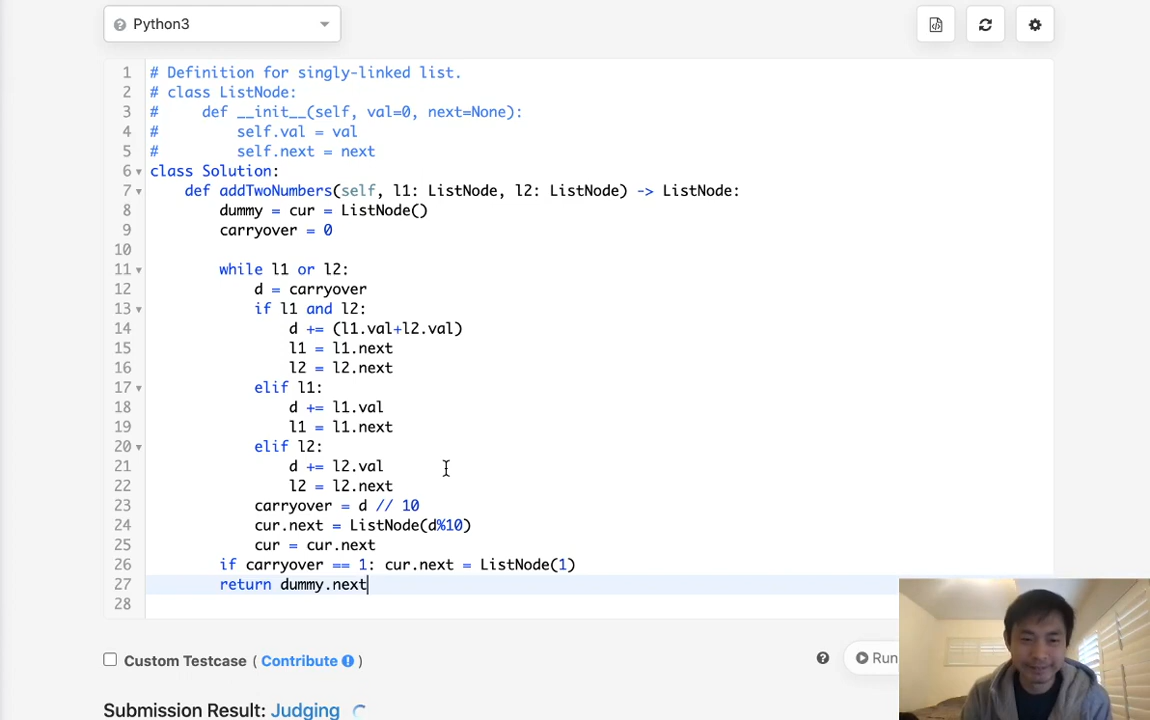 Python3
1 # Definition for singly-linked list.
2 # class ListNode:
3 #     def __init__(self, val=0, next=None):
4 #         self.val = val
5 #         self.next = next
6 class Solution:
7     def addTwoNumbers(self, l1: ListNode, l2: ListNode) -> ListNode:
8         dummy = cur = ListNode()
9         carryover = 0
10
11         while l1 or l2:
12             d = carryover
13             if l1 and l2:
14                 d += (l1.val+l2.val)
15                 l1 = l1.next
16                 l2 = l2.next
17             elif l1:
18                 d += l1.val
19                 l1 = l1.next
20             elif l2:
21                 d += l2.val
22                 l2 = l2.next
23             carryover = d // 10
24             cur.next = ListNode(d%10)
25             cur = cur.next
26         if carryover == 1: cur.next = ListNode(1)
27         return dummy.next
28
Custom Testcase ( Contribute )
Run
Submission Result: Judging